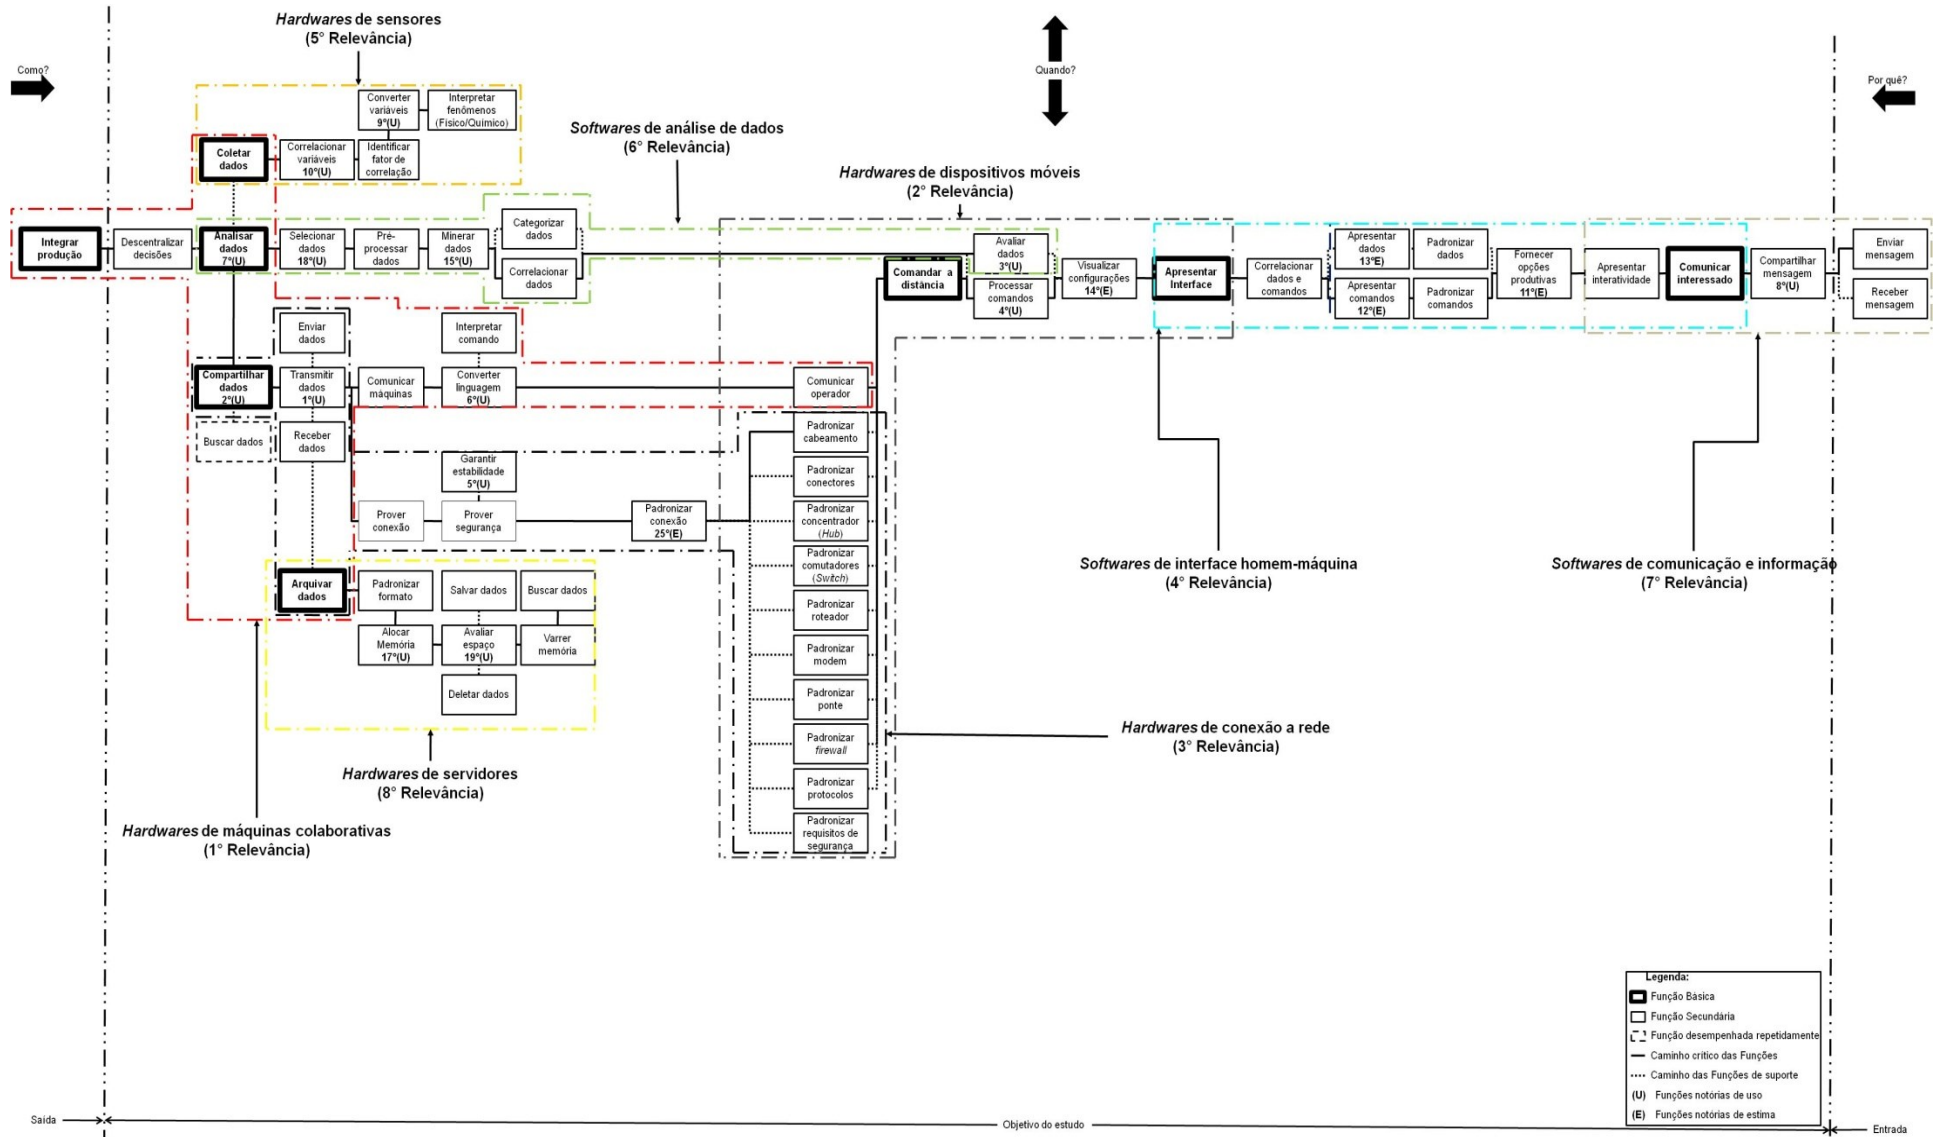 Hardwares de sensores
(5° Relevância)
Como?
Quando?
Por quê?
Converter
variáveis
9°(U)
Interpretar
fenômenos
(Físico/Químico)
Softwares de análise de dados
(6° Relevância)
Coletar
dados
Correlacionar
variáveis
10°(U)
Identificar
fator de
correlação
Hardwares de dispositivos móveis
(2° Relevância)
Integrar
produção
Descentralizar
decisões
Analisar
dados
7°(U)
Selecionar
dados
18°(U)
Pré-
processar
dados
Minerar
dados
15°(U)
Categorizar
dados
Correlacionar
dados
Comandar a
distância
Avaliar
dados
3°(U)
Processar
comandos
4°(U)
Visualizar
configurações
14°(E)
Apresentar
Interface
Correlacionar
dados e
comandos
Apresentar
dados
13°E)
Padronizar
dados
Apresentar
comandos
12°(E)
Padronizar
comandos
Fornecer
opções
produtivas
11°(E)
Apresentar
interatividade
Comunicar
interessado
Compartilhar
mensagem
8°(U)
Enviar
mensagem
Receber
mensagem
Enviar
dados
Interpretar
comando
Compartilhar
dados
2°(U)
Transmitir
dados
1°(U)
Comunicar
máquinas
Converter
linguagem
6°(U)
Comunicar
operador
Buscar dados
Receber
dados
Garantir
estabilidade
5°(U)
Prover
conexão
Prover
segurança
Padronizar
conexão
25°(E)
Padronizar
cabeamento
Padronizar
conectores
Padronizar
concentrador
(Hub)
Padronizar
comutadores
(Switch)
Padronizar
roteador
Padronizar
modem
Padronizar
ponte
Padronizar
firewall
Padronizar
protocolos
Padronizar
requisitos de
segurança
Softwares de interface homem-máquina
(4° Relevância)
Softwares de comunicação e informação
(7° Relevância)
Arquivar
dados
Padronizar
formato
Salvar dados
Buscar dados
Alocar
Memória
17°(U)
Avaliar
espaço
19°(U)
Varrer
memória
Deletar dados
Hardwares de conexão a rede
(3° Relevância)
Hardwares de servidores
(8° Relevância)
Hardwares de máquinas colaborativas
(1° Relevância)
Legenda:
Função Básica
Função Secundária
Função desempenhada repetidamente
Caminho crítico das Funções
Caminho das Funções de suporte
(U) Funções notórias de uso
(E) Funções notórias de estima
Saída
Objetivo do estudo
Entrada